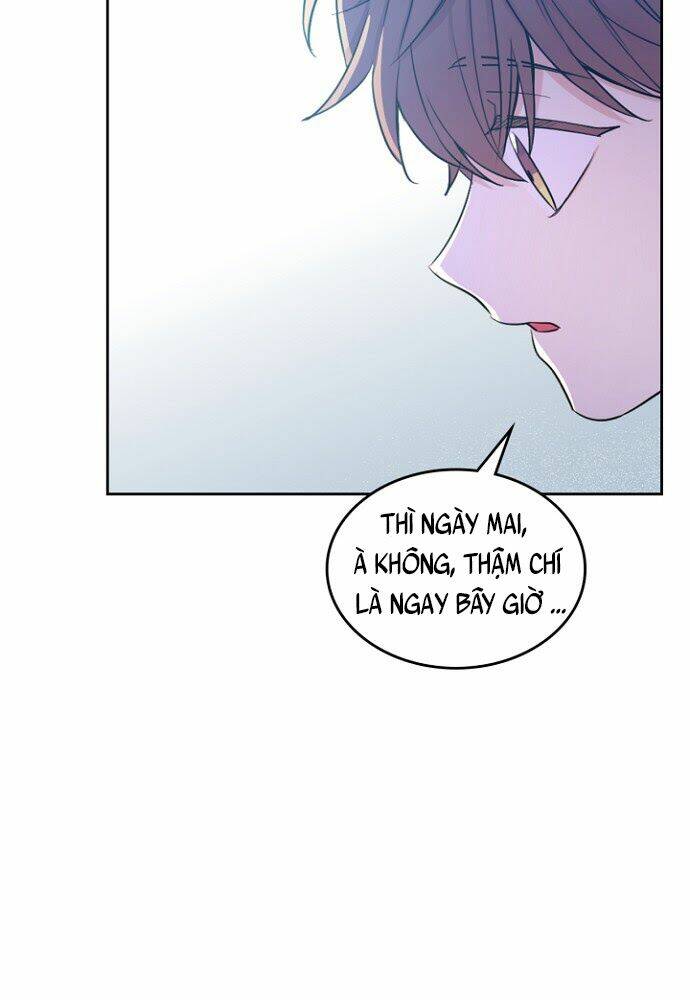 THÌ NGÀY MAI,
À KHÔNG, THẬM CHÍ
LÀ NGAY BÂY GIỜ ...